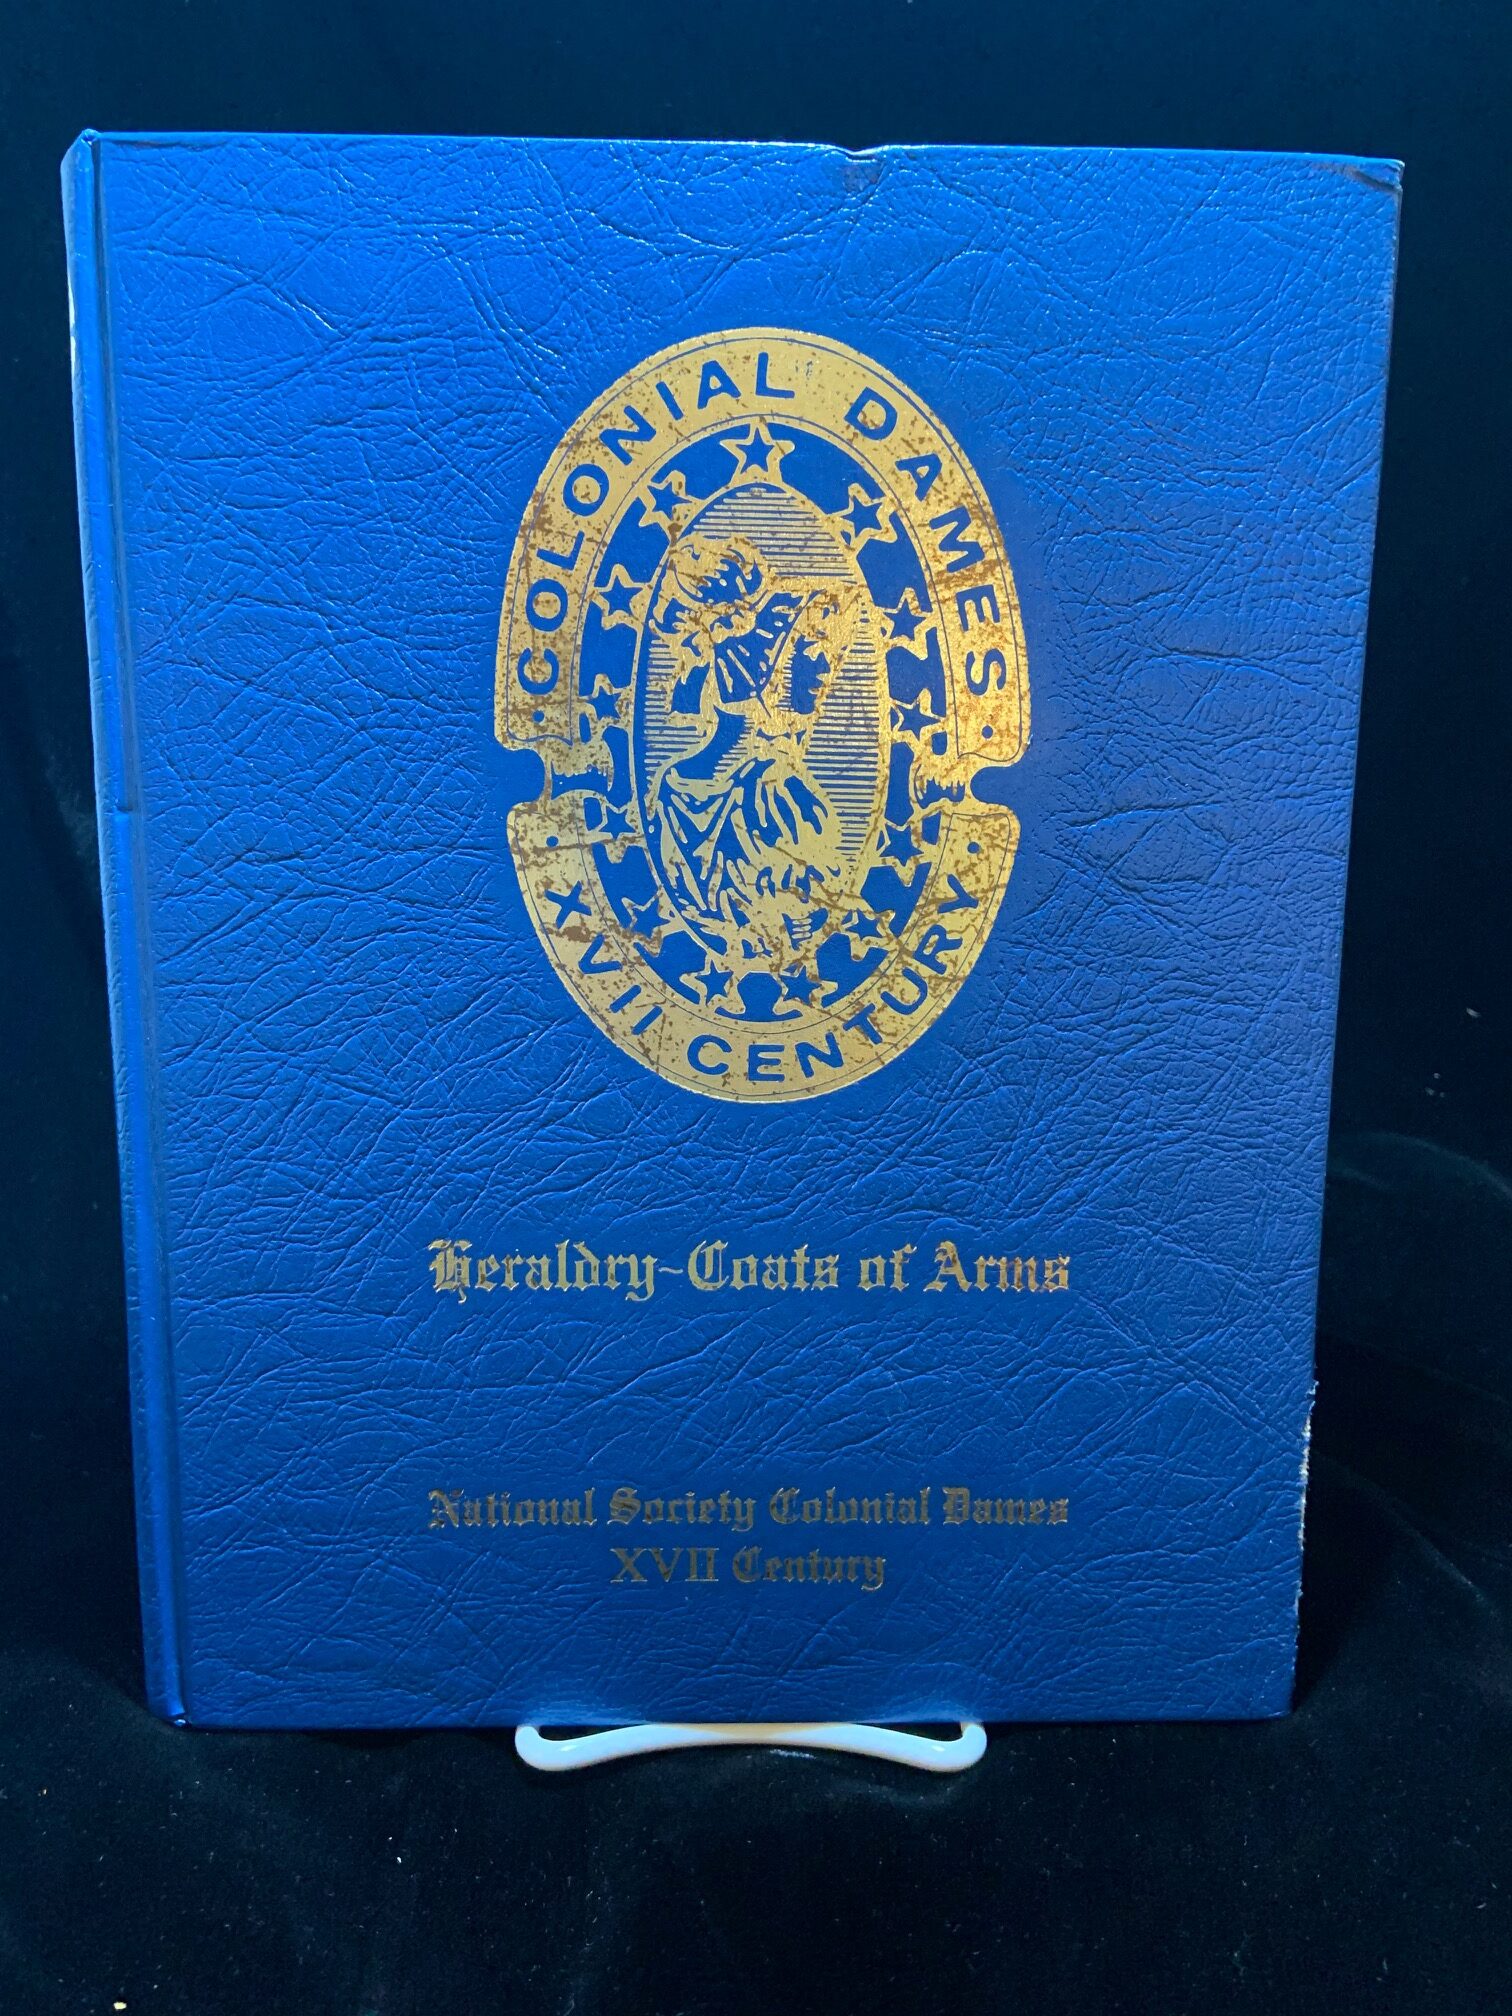 COLONIAL DAMES
XVII CENTURY
Heraldry-Coats of Arms
National Society Colonial Dames
XVII Century